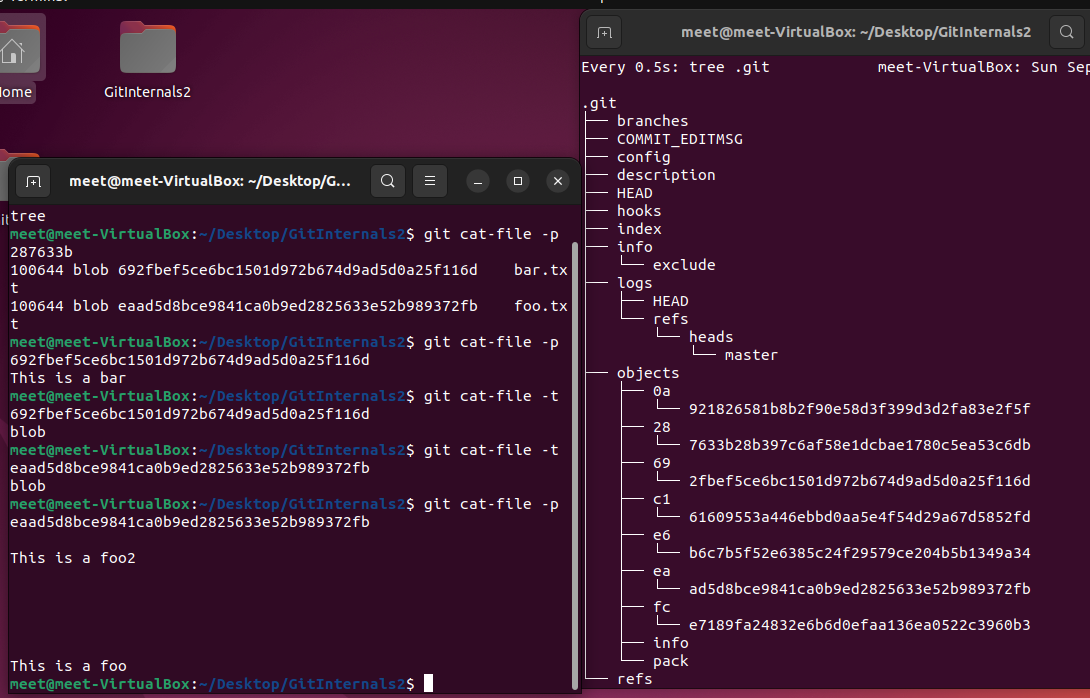 GitInternals2
meet@meet-VirtualBox: ~/Desktop/G...
tree
meet@meet-VirtualBox:~/Desktop/GitInternals2$ git cat-file -p
287633b
100644 blob 692fbef5ce6bc1501d972b674d9ad5d0a25f116d    bar.tx
t
100644 blob eaad5d8bce9841ca0b9ed2825633e52b989372fb    foo.tx
t
meet@meet-VirtualBox:~/Desktop/GitInternals2$ git cat-file -p
692fbef5ce6bc1501d972b674d9ad5d0a25f116d
This is a bar
meet@meet-VirtualBox:~/Desktop/GitInternals2$ git cat-file -t
692fbef5ce6bc1501d972b674d9ad5d0a25f116d
blob
meet@meet-VirtualBox:~/Desktop/GitInternals2$ git cat-file -t
eaad5d8bce9841ca0b9ed2825633e52b989372fb
blob
meet@meet-VirtualBox:~/Desktop/GitInternals2$ git cat-file -p
eaad5d8bce9841ca0b9ed2825633e52b989372fb
This is a foo2
This is a foo
meet@meet-VirtualBox:~/Desktop/GitInternals2$
meet@meet-VirtualBox: ~/Desktop/GitInternals2
Every 0.5s: tree .git    meet-VirtualBox: Sun Sep
.git
branches
COMMIT_EDITMSG
config
description
HEAD
hooks
index
info
exclude
logs
HEAD
refs
heads
master
objects
0a
921826581b8b2f90e58d3f399d3d2fa83e2f5f
28
7633b28b397c6af58e1dcbae1780c5ea53c6db
69
2fbef5ce6bc1501d972b674d9ad5d0a25f116d
c1
61609553a446ebbd0aa5e4f54d29a67d5852fd
e6
b6c7b5f52e6385c24f29579ce204b5b1349a34
ea
ad5d8bce9841ca0b9ed2825633e52b989372fb
fc
e7189fa24832e6b6d0efaa136ea0522c3960b3
info
pack
refs